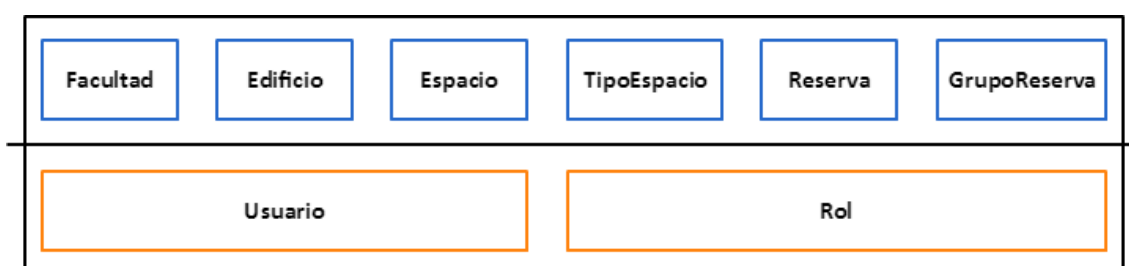 Facultad
Edificio
Espacio
TipoEspacio
Reserva
GrupoReserva
Usuario
Rol